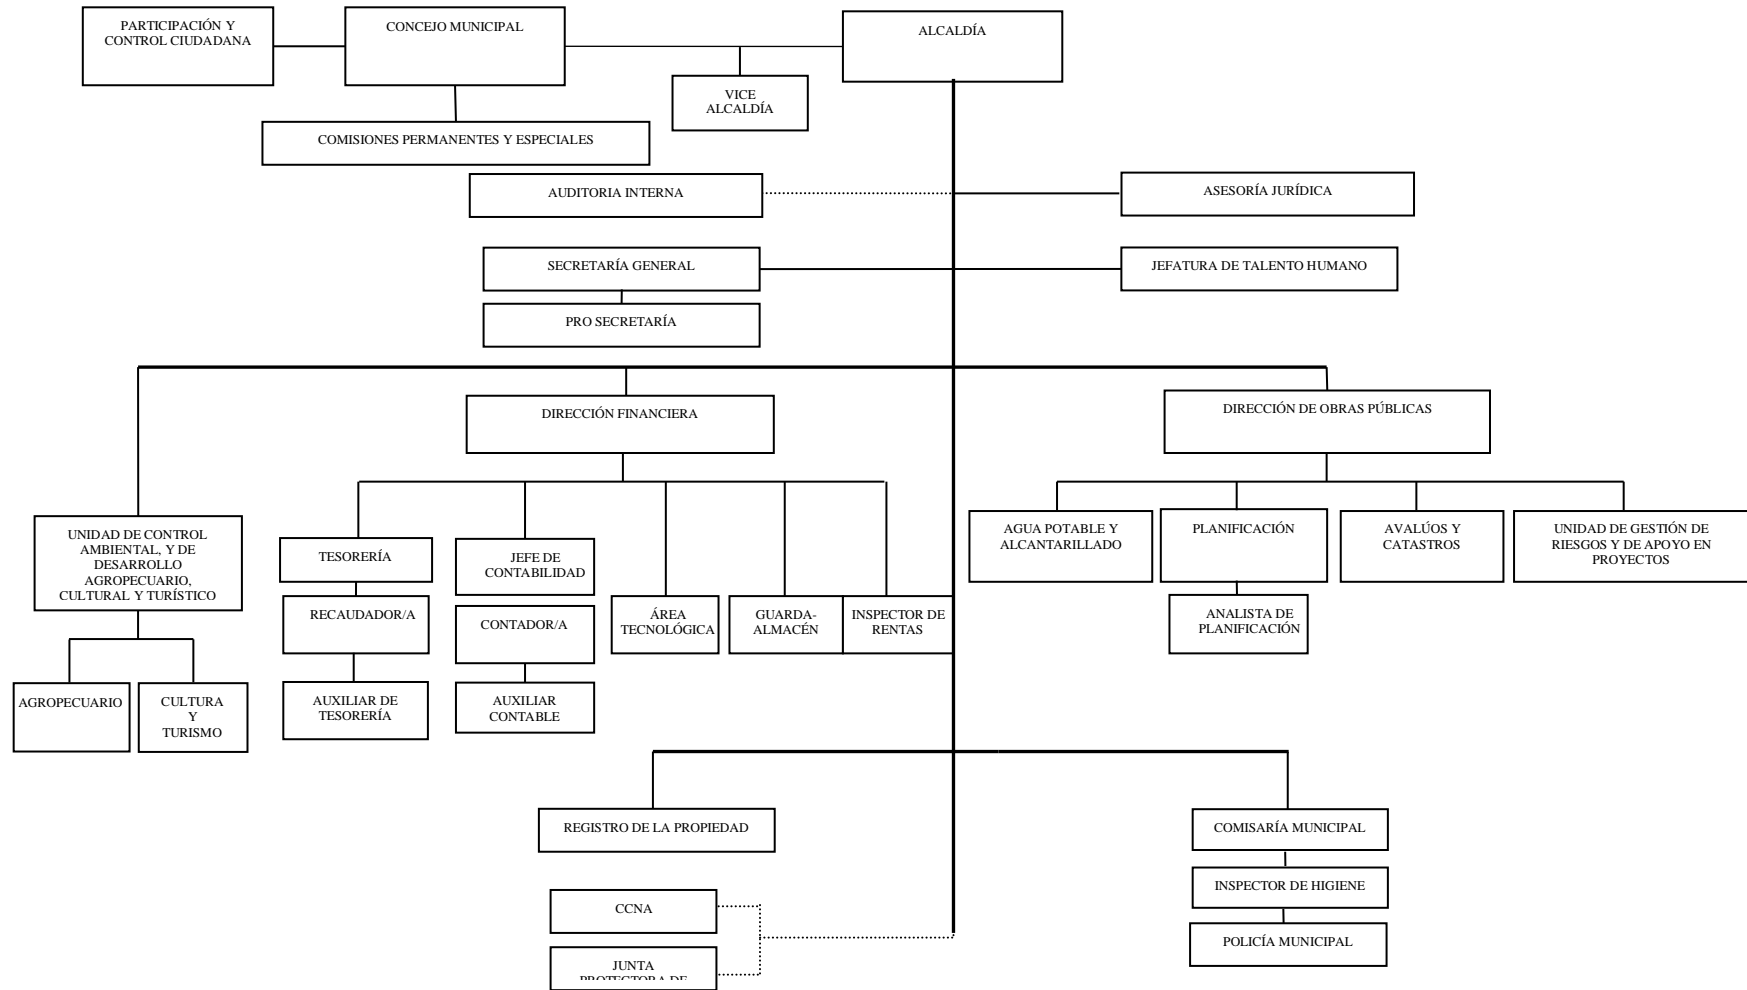 PARTICIPACIÓN Y
CONTROL CIUDADANA
CONCEJO MUNICIPAL
ALCALDÍA
VICE
ALCALDÍA
COMISIONES PERMANENTES Y ESPECIALES
AUDITORIA INTERNA
ASESORÍA JURÍDICA
SECRETARÍA GENERAL
JEFATURA DE TALENTO HUMANO
PRO SECRETARÍA
DIRECCIÓN FINANCIERA
DIRECCIÓN DE OBRAS PÚBLICAS
UNIDAD DE CONTROL
AMBIENTAL, Y DE
DESARROLLO
AGROPECUARIO,
CULTURAL Y TURÍSTICO
TESORERÍA
JEFE DE
CONTABILIDAD
AGUA POTABLE Y
ALCANTARILLADO
PLANIFICACIÓN
AVALÚOS Y
CATASTROS
UNIDAD DE GESTIÓN DE
RIESGOS Y DE APOYO EN
PROYECTOS
RECAUDADOR/A
CONTADOR/A
ÁREA
TECNOLÓGICA
GUARDA-
ALMACÉN
INSPECTOR DE
RENTAS
ANALISTA DE
PLANIFICACIÓN
AGROPECUARIO
CULTURA
Y
TURISMO
AUXILIAR DE
TESORERÍA
AUXILIAR
CONTABLE
REGISTRO DE LA PROPIEDAD
COMISARÍA MUNICIPAL
INSPECTOR DE HIGIENE
POLICÍA MUNICIPAL
CCNA
JUNTA
PROTECTORA DE